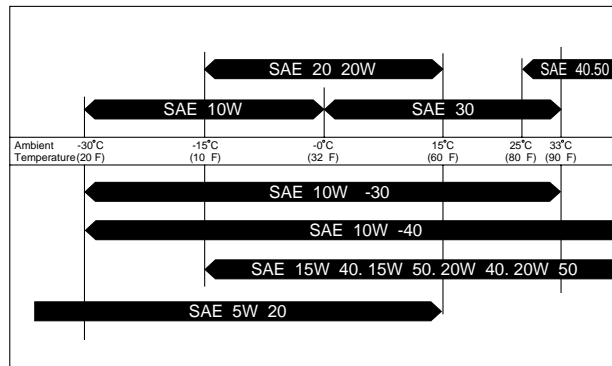 SAE 20 20W
SAE 40.50
SAE 10W
SAE 30
Ambient
Temperature
-30°C
(20 F)
-15°C
(10 F)
-0°C
(32 F)
15°C
(60 F)
25°C
(80 F)
33°C
(90 F)
SAE 10W -30
SAE 10W -40
SAE 15W 40. 15W 50. 20W 40. 20W 50
SAE 5W 20